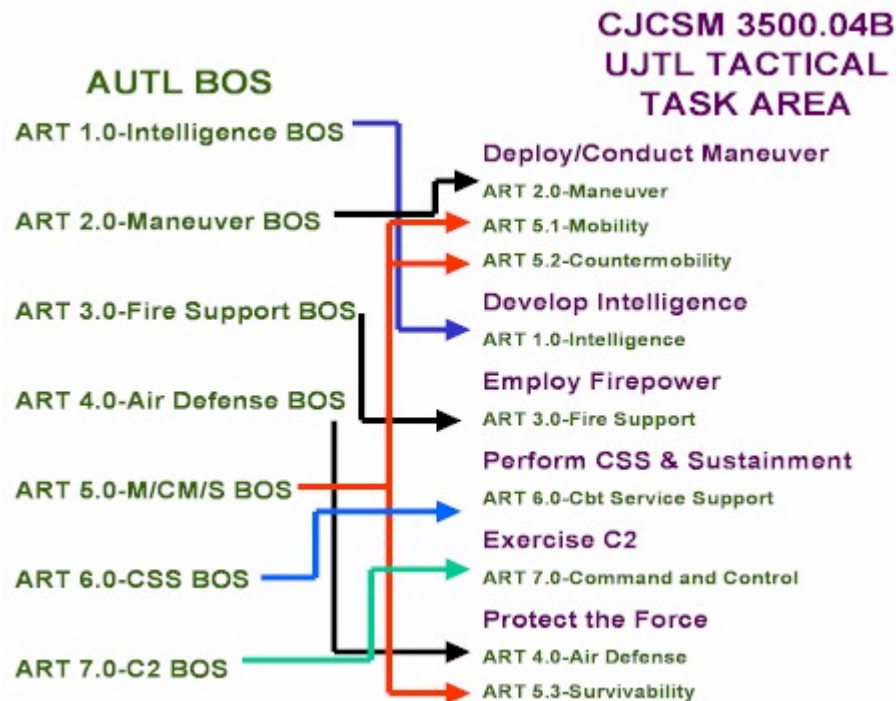 CJCSM 3500.04B
UJTL TACTICAL
TASK AREA
AUTL BOS
ART 1.0-Intelligence BOS
ART 2.0-Maneuver BOS
ART 3.0-Fire Support BOS
ART 4.0-Air Defense BOS
ART 5.0-M/CM/S BOS
ART 6.0-CSS BOS
ART 7.0-C2 BOS
Deploy/Conduct Maneuver
ART 2.0-Maneuver
ART 5.1-Mobility
ART 5.2-Countermobility
Develop Intelligence
ART 1.0-Intelligence
Employ Firepower
ART 3.0-Fire Support
Perform CSS & Sustainment
ART 6.0-Cbt Service Support
Exercise C2
ART 7.0-Command and Control
Protect the Force
ART 4.0-Air Defense
ART 5.3-Survivability